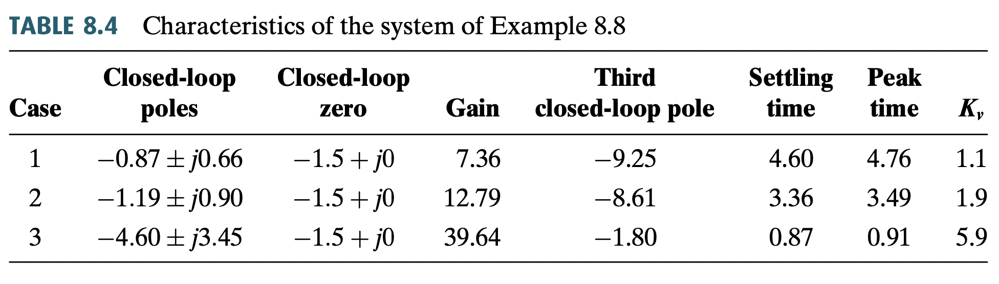 TABLE 8.4 Characteristics of the system of Example 8.8
Case Closed-loop poles Closed-loop zero Gain Third closed-loop pole Settling time Peak time Kv
1 −0.87 ± j0.66 −1.5 + j0 7.36 −9.25 4.60 4.76 1.1
2 −1.19 ± j0.90 −1.5 + j0 12.79 −8.61 3.36 3.49 1.9
3 −4.60 ± j3.45 −1.5 + j0 39.64 −1.80 0.87 0.91 5.9